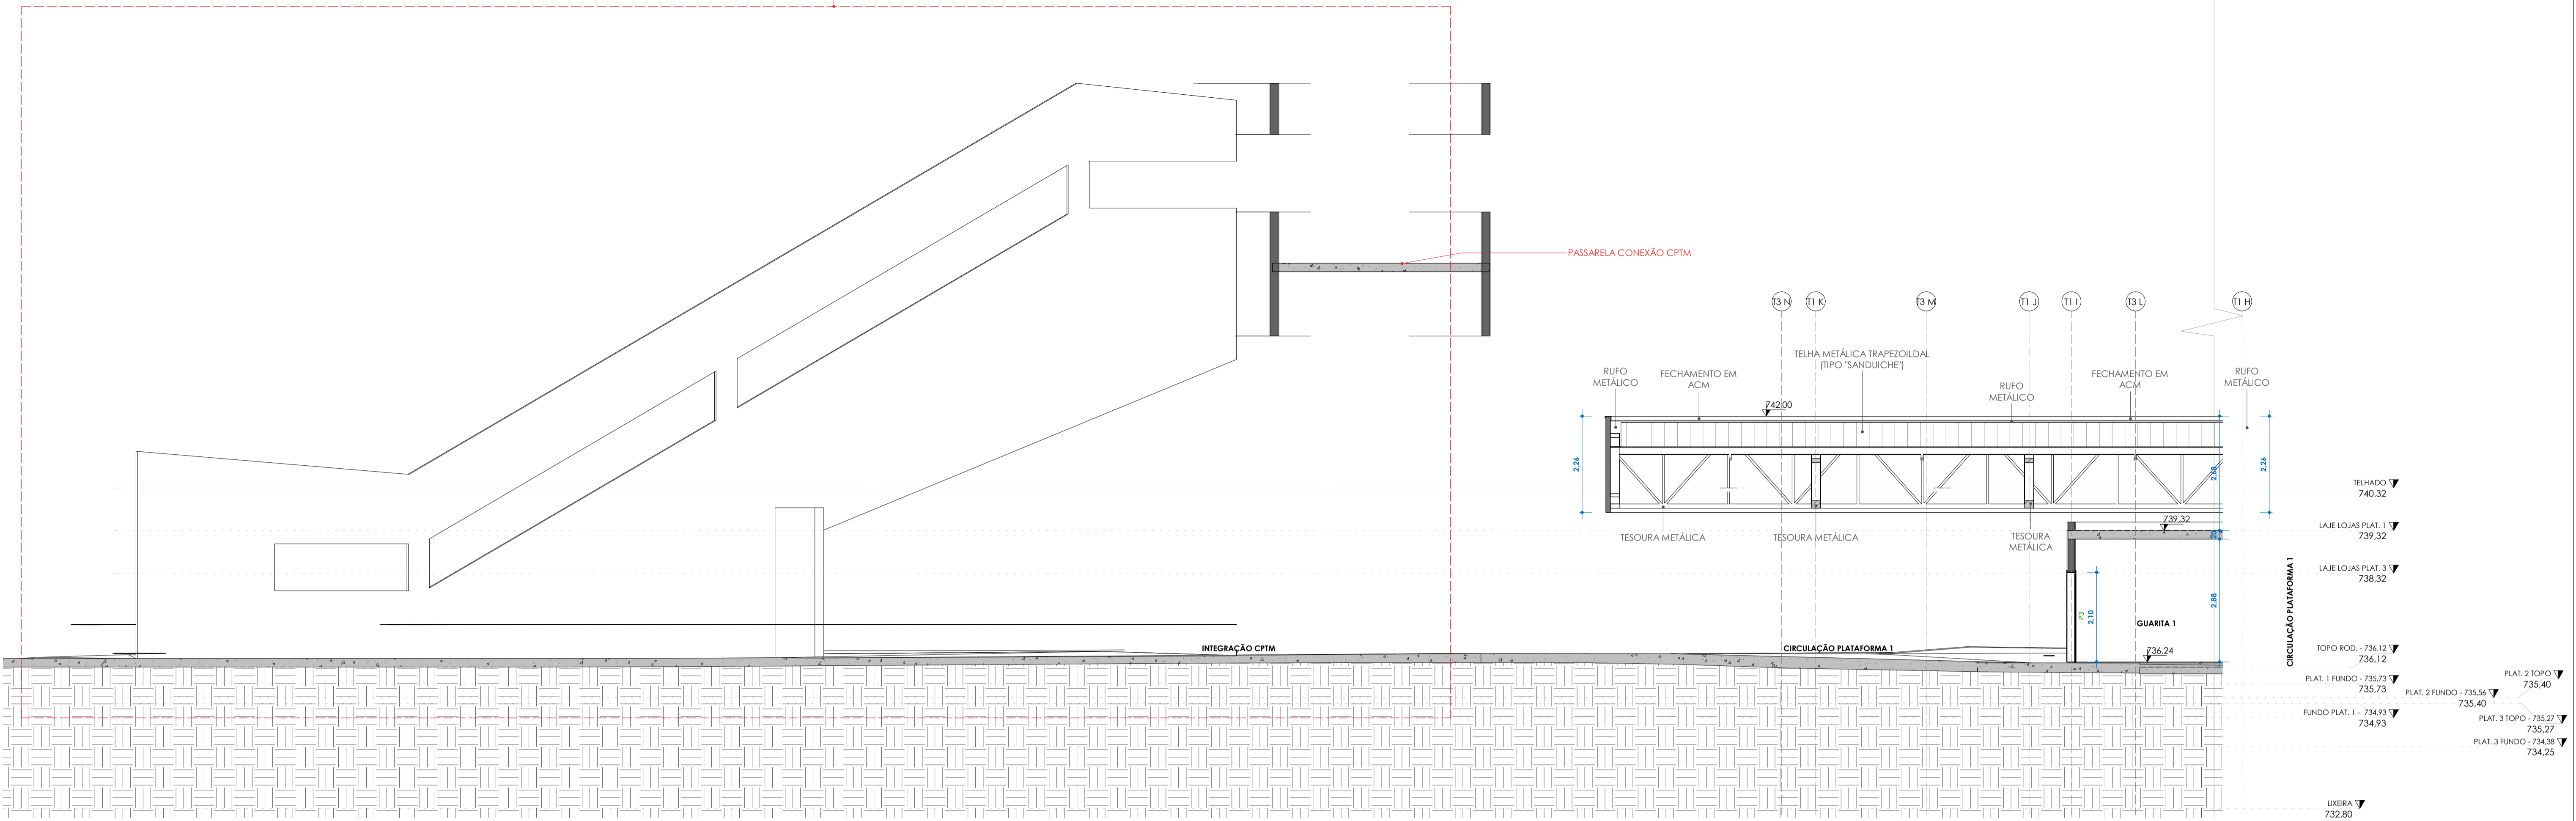 PASSARELA CONEXÃO CPTM
T3 N
T1 K
T3 M
T1 J
T1 I
T3 L
T1 H
TELHA METÁLICA TRAPEZOILDAL
(TIPO "SANDUICHE")
RUFO
METÁLICO
FECHAMENTO EM
ACM
RUFO
METÁLICO
FECHAMENTO EM
ACM
RUFO
METÁLICO
742,00
2,26
2,68
2,26
TESOURA METÁLICA
TESOURA METÁLICA
TESOURA
METÁLICA
739,32
20
P3
2,10
2,88
GUARITA 1
736,24
INTEGRAÇÃO CPTM
CIRCULAÇÃO PLATAFORMA 1
CIRCULAÇÃO PLATAFORMA 1
TELHADO
740,32
LAJE LOJAS PLAT. 1
739,32
LAJE LOJAS PLAT. 3
738,32
TOPO ROD. - 736,12
736,12
PLAT. 1 FUNDO - 735,73
735,73
PLAT. 2 TOPO
735,40
PLAT. 2 FUNDO - 735,56
735,40
FUNDO PLAT. 1 - 734,93
734,93
PLAT. 3 TOPO - 735,27
735,27
PLAT. 3 FUNDO - 734,38
734,25
LIXEIRA
732,80